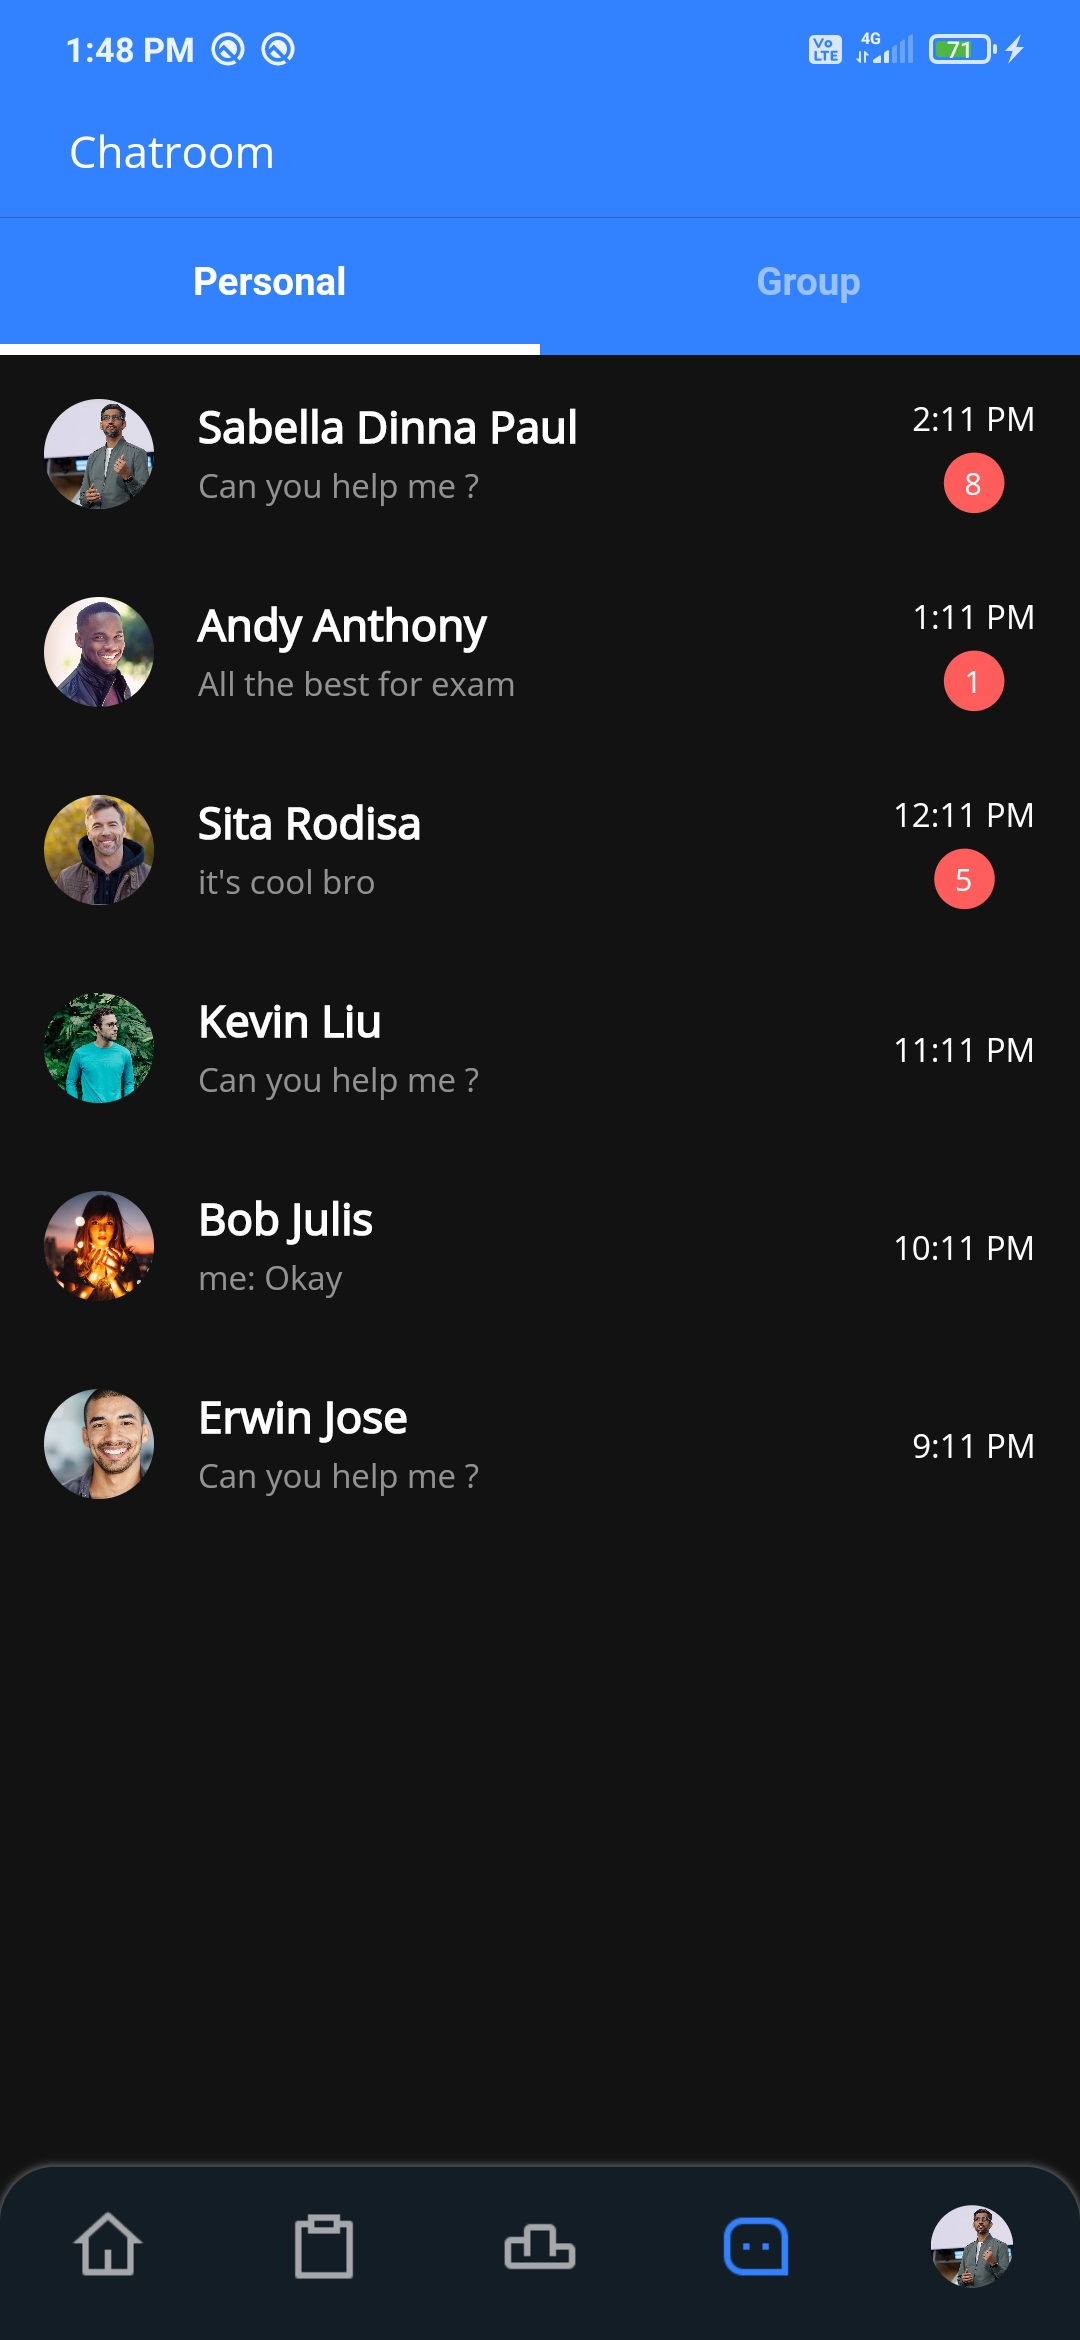 1:48 PM Vo LTE 4G 71
Chatroom
Personal Group
Sabella Dinna Paul 2:11 PM
Can you help me ? 8
Andy Anthony 1:11 PM
All the best for exam 1
Sita Rodisa 12:11 PM
it's cool bro 5
Kevin Liu 11:11 PM
Can you help me ?
Bob Julis 10:11 PM
me: Okay
Erwin Jose 9:11 PM
Can you help me ?